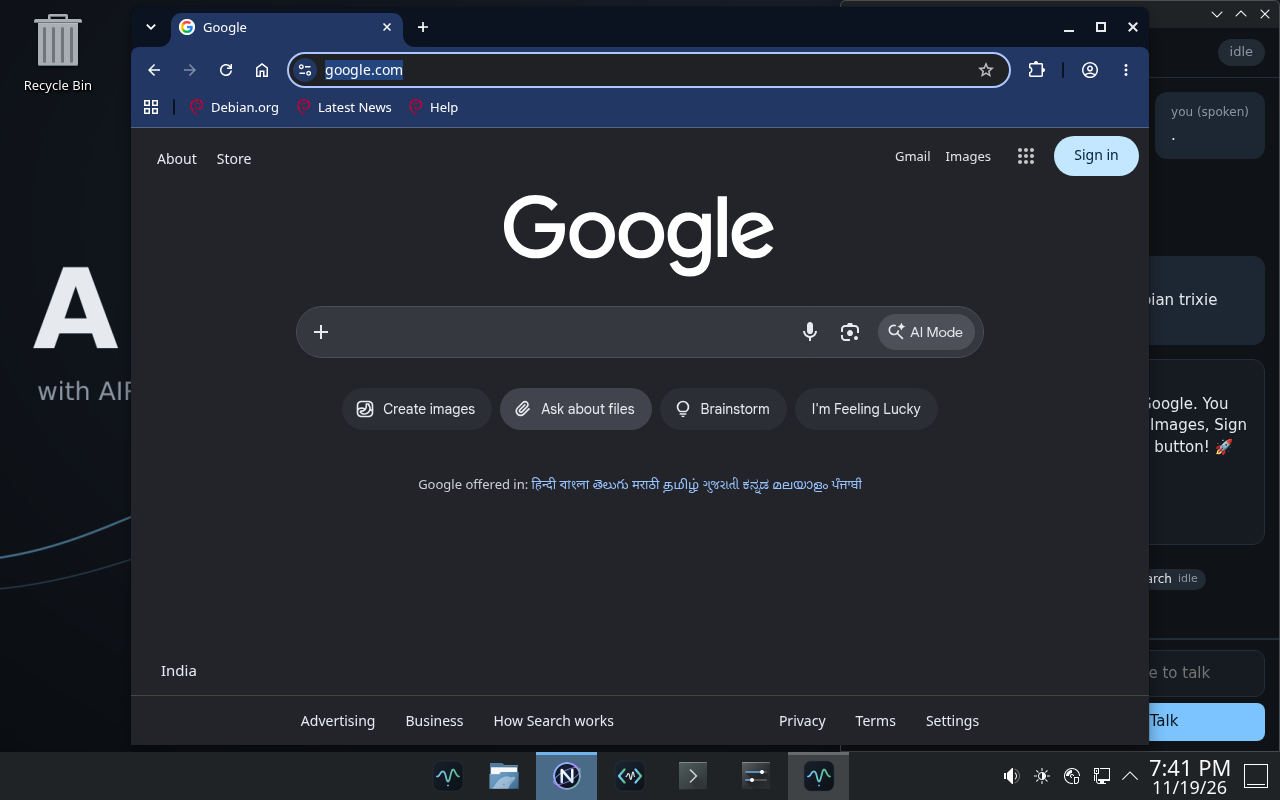 Recycle Bin
A
with AIR
Google
google.com
Debian.org
Latest News
Help
About Store
Gmail Images
Sign in
Google
AI Mode
Create images
Ask about files
Brainstorm
I'm Feeling Lucky
Google offered in: हिन्दी বাংলা తెలుగు मराठी தமிழ் ગુજરાતી ಕನ್ನಡ മലയാളം ਪੰਜਾਬੀ
India
Advertising Business How Search works
Privacy Terms Settings
idle
you (spoken)
.
trixie
Google. You
Images, Sign
button! 🚀
idle
e to talk
Talk
7:41 PM
11/19/26